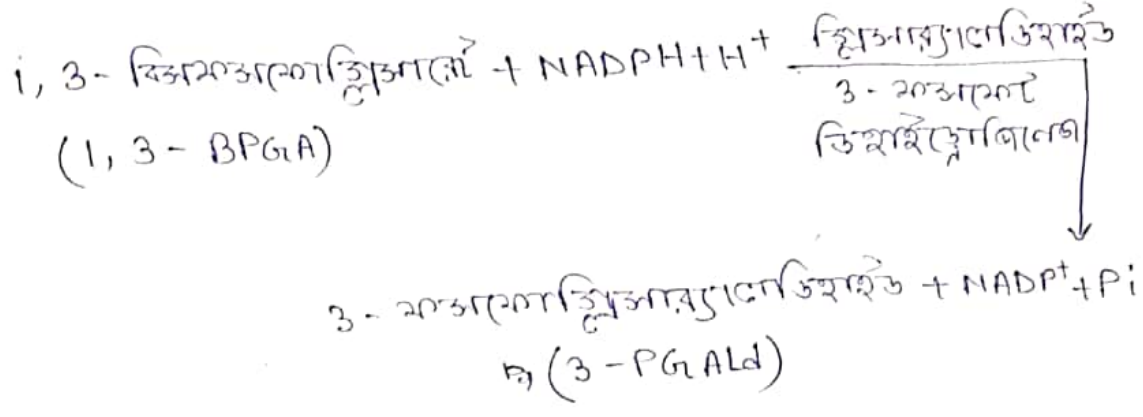 1, 3 - বিসফসফোগ্লিসারেট + NADPH + H⁺ গ্লিসার‍্যালডিহাইড
3 - ফসফেট
(1, 3 - BPGA)
ডিহাইড্রোজিনেজ
3 - ফসফোগ্লিসার‍্যালডিহাইড + NADP⁺ + Pi
(3 - PGALd)